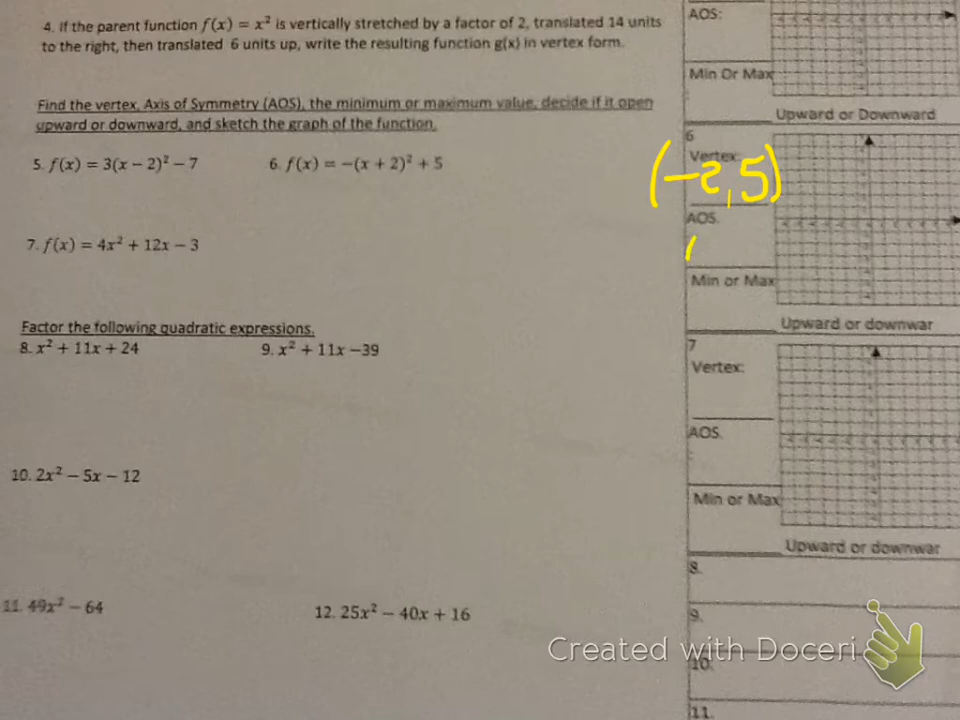 4. If the parent function f(x) = x² is vertically stretched by a factor of 2, translated 14 units
to the right, then translated 6 units up, write the resulting function g(x) in vertex form.
Find the vertex, Axis of Symmetry (AOS), the minimum or maximum value, decide if it open
upward or downward, and sketch the graph of the function.
5. f(x) = 3(x − 2)² − 7
6. f(x) = −(x + 2)² + 5
7. f(x) = 4x² + 12x − 3
Factor the following quadratic expressions.
8. x² + 11x + 24
9. x² + 11x −39
10. 2x² − 5x − 12
11. 49x² − 64
12. 25x² − 40x + 16
AOS:
Min Or Max
Upward or Downward
6
Vertex:
(-2,5)
AOS.
Min or Max
Upward or downwar
7
Vertex:
AOS.
:
Min or Max
Upward or downwar
8.
9.
10.
11.
Created with Doceri